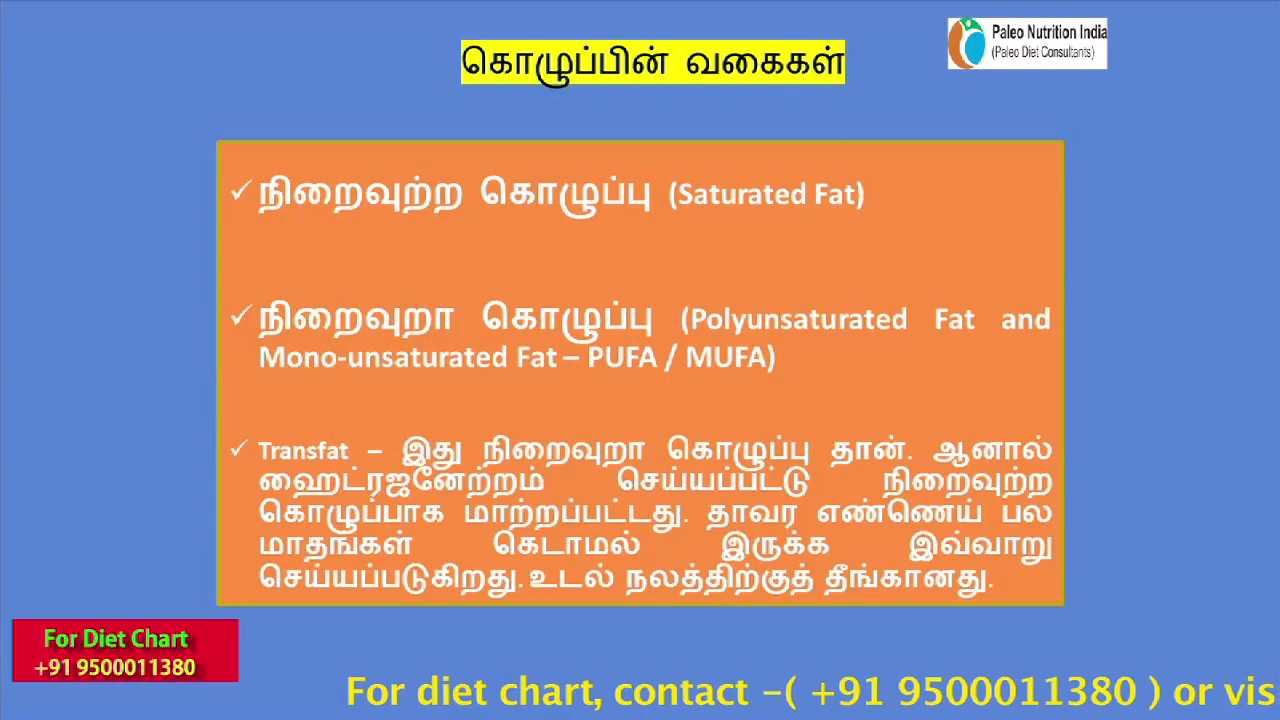 கொழுப்பின் வகைகள்
Paleo Nutrition India
(Paleo Diet Consultants)
✓ நிறைவுற்ற கொழுப்பு (Saturated Fat)
✓ நிறைவுறா கொழுப்பு (Polyunsaturated Fat and
Mono-unsaturated Fat – PUFA / MUFA)
✓ Transfat – இது நிறைவுறா கொழுப்பு தான். ஆனால்
ஹைட்ரஜனேற்றம் செய்யப்பட்டு நிறைவுற்ற
கொழுப்பாக மாற்றப்பட்டது. தாவர எண்ணெய் பல
மாதங்கள் கெடாமல் இருக்க இவ்வாறு
செய்யப்படுகிறது. உடல் நலத்திற்குத் தீங்கானது.
For Diet Chart
+91 9500011380
For diet chart, contact –( +91 9500011380 ) or vis